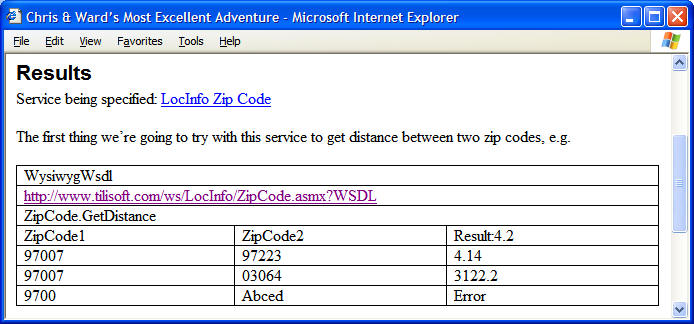 Chris & Ward’s Most Excellent Adventure - Microsoft Internet Explorer
File Edit View Favorites Tools Help
Results
Service being specified: LocInfo Zip Code
The first thing we’re going to try with this service to get distance between two zip codes, e.g.
WysiwygWsdl
http://www.tilisoft.com/ws/LocInfo/ZipCode.asmx?WSDL
ZipCode.GetDistance
ZipCode1 ZipCode2 Result:4.2
97007 97223 4.14
97007 03064 3122.2
9700 Abced Error